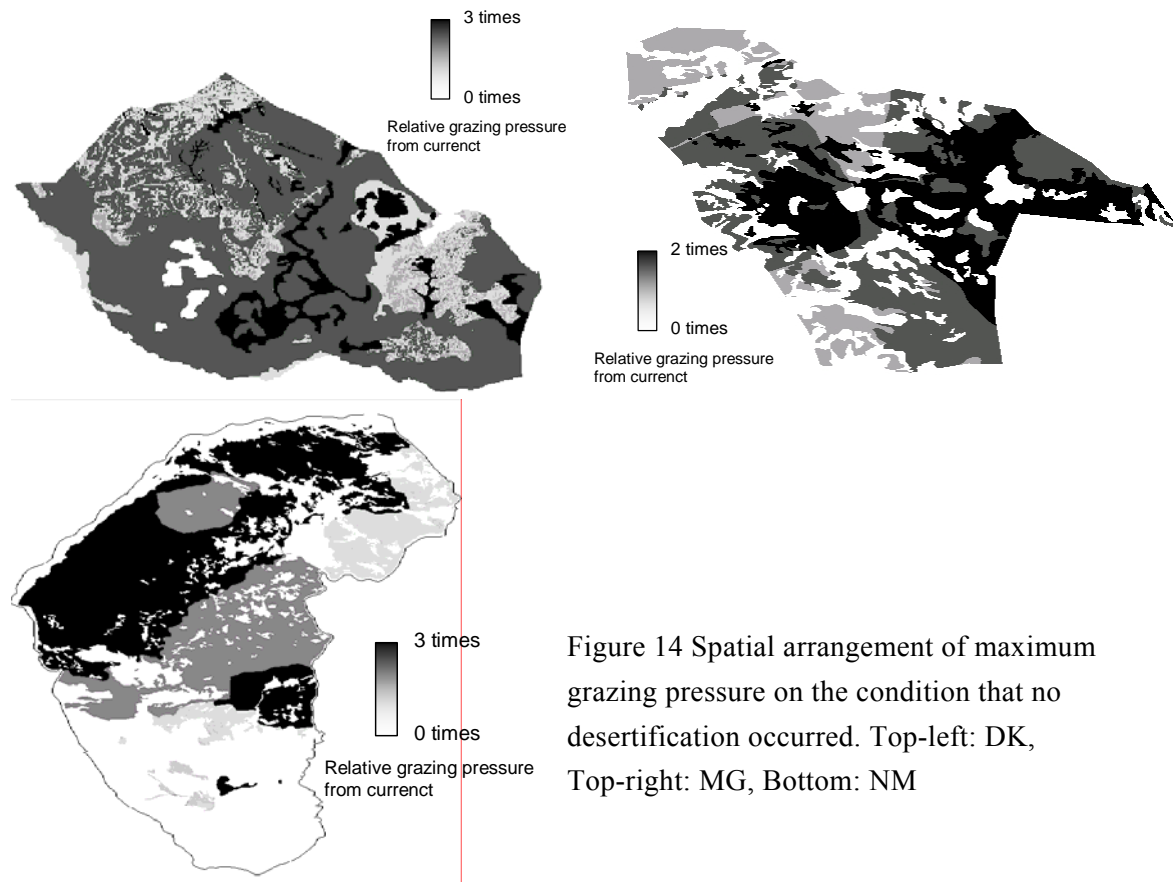 3 times
0 times
Relative grazing pressure
from currenct
2 times
0 times
Relative grazing pressure
from currenct
3 times
0 times
Relative grazing pressure
from currenct
Figure 14 Spatial arrangement of maximum
grazing pressure on the condition that no
desertification occurred. Top-left: DK,
Top-right: MG, Bottom: NM